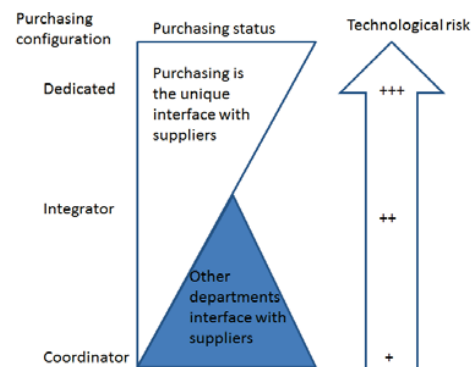 Purchasing
configuration
Purchasing status
Technological risk
Dedicated
Purchasing is
the unique
interface with
suppliers
+++
Integrator
++
Other
departments
interface with
suppliers
Coordinator
+